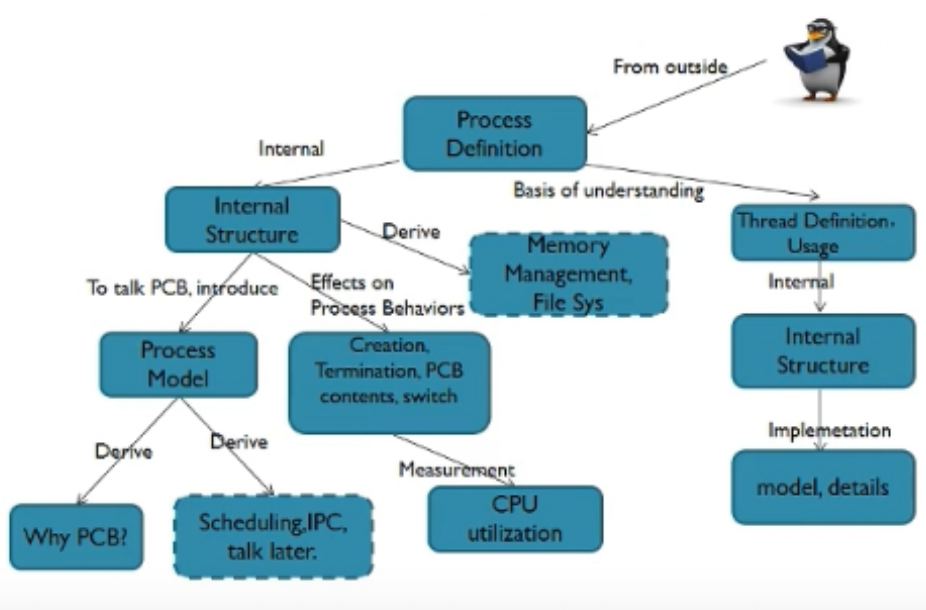 From outside
Process
Definition
Internal
Basis of understanding
Internal
Structure
Derive
Thread Definition,
Usage
Memory
Management,
File Sys
Internal
To talk PCB, introduce
Effects on
Process Behaviors
Process
Model
Creation,
Termination, PCB
contents, switch
Internal
Structure
Derive
Derive
Implemetation
Measurement
Why PCB?
Scheduling,IPC,
talk later.
CPU
utilization
model, details